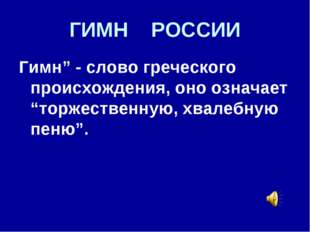 ГИМН РОССИИ
Гимн” - слово греческого
происхождения, оно означает
“торжественную, хвалебную
пеню”.